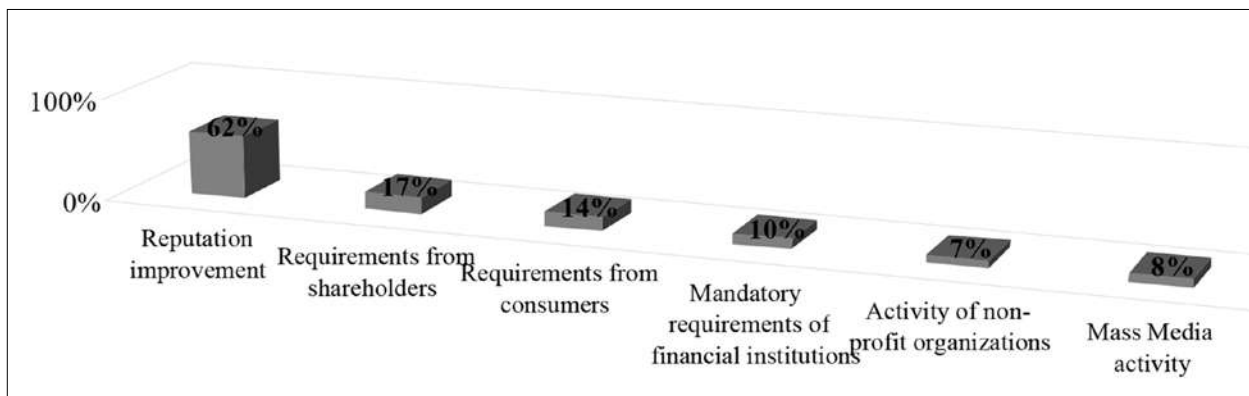 100%
0%
62%
17%
14%
10%
7%
8%
Reputation
improvement
Requirements from
shareholders
Requirements from
consumers
Mandatory
requirements of
financial institutions
Activity of non-
profit organizations
Mass Media
activity